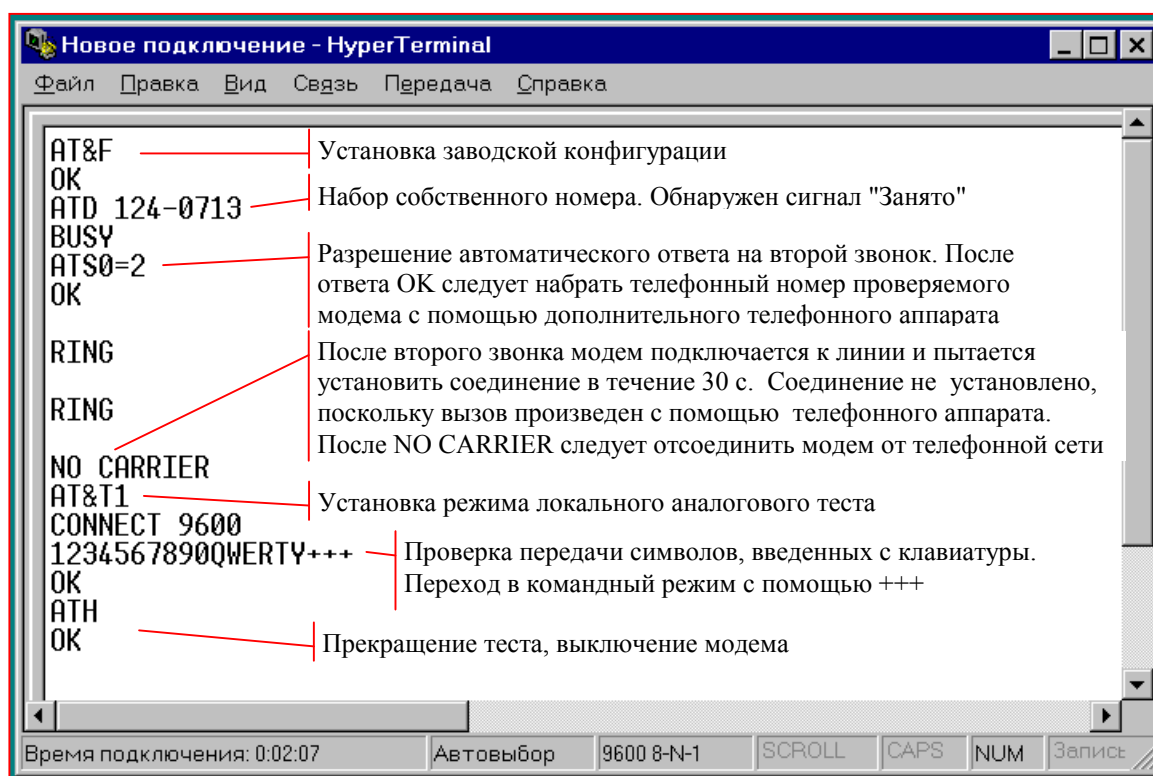 Новое подключение - HyperTerminal
Файл Правка Вид Связь Передача Справка
AT&F
Установка заводской конфигурации
OK
ATD 124-0713
Набор собственного номера. Обнаружен сигнал "Занято"
BUSY
ATS0=2
Разрешение автоматического ответа на второй звонок. После
ответа OK следует набрать телефонный номер проверяемого
модема с помощью дополнительного телефонного аппарата
OK
RING
RING
NO CARRIER
После второго звонка модем подключается к линии и пытается
установить соединение в течение 30 с. Соединение не установлено,
поскольку вызов произведен с помощью телефонного аппарата.
После NO CARRIER следует отсоединить модем от телефонной сети
AT&T1
Установка режима локального аналогового теста
CONNECT 9600
1234567890QWERTY+++
Проверка передачи символов, введенных с клавиатуры.
Переход в командный режим с помощью +++
OK
ATH
OK
Прекращение теста, выключение модема
Время подключения: 0:02:07 Автовыбор 9600 8-N-1 SCROLL CAPS NUM Запись